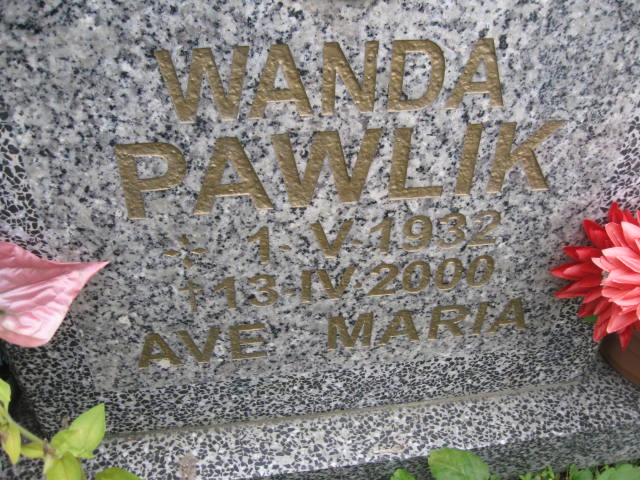 WANDA
PAWLIK
* 1-V-1932
† 13-IV-2000
AVE MARIA